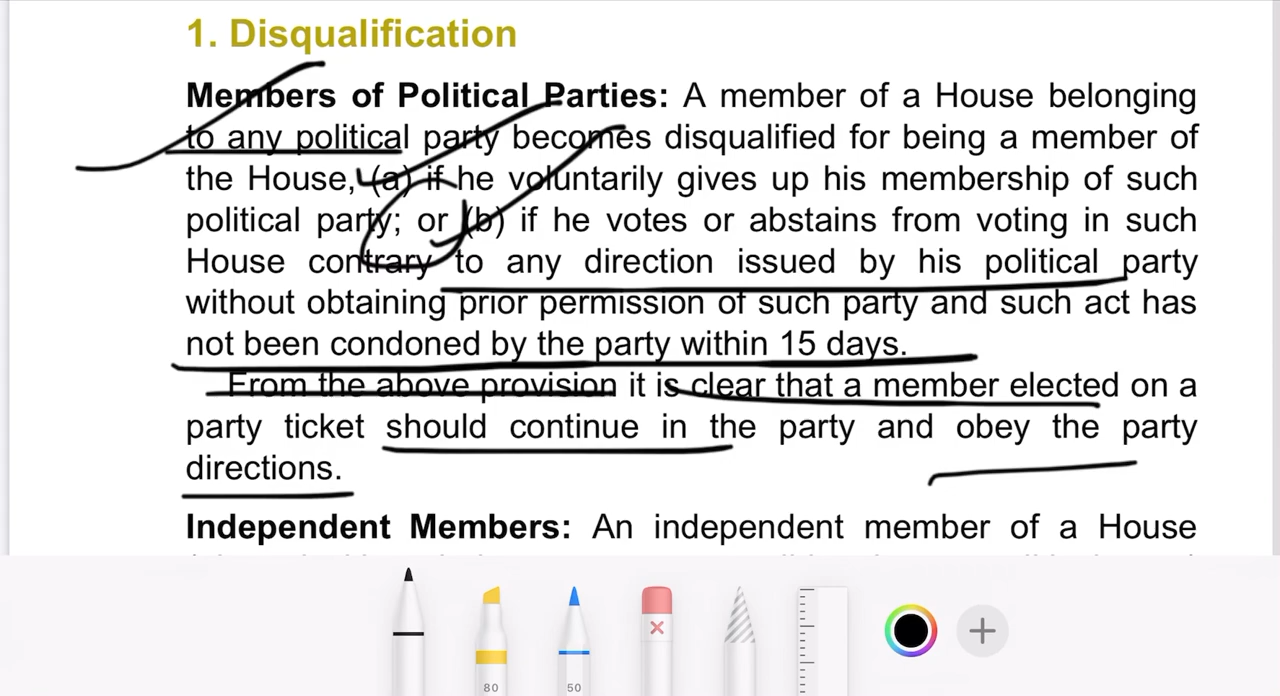 1. Disqualification
Members of Political Parties: A member of a House belonging
to any political party becomes disqualified for being a member of
the House, (a) if he voluntarily gives up his membership of such
political party; or (b) if he votes or abstains from voting in such
House contrary to any direction issued by his political party
without obtaining prior permission of such party and such act has
not been condoned by the party within 15 days.
From the above provision it is clear that a member elected on a
party ticket should continue in the party and obey the party
directions.
Independent Members: An independent member of a House
80
50